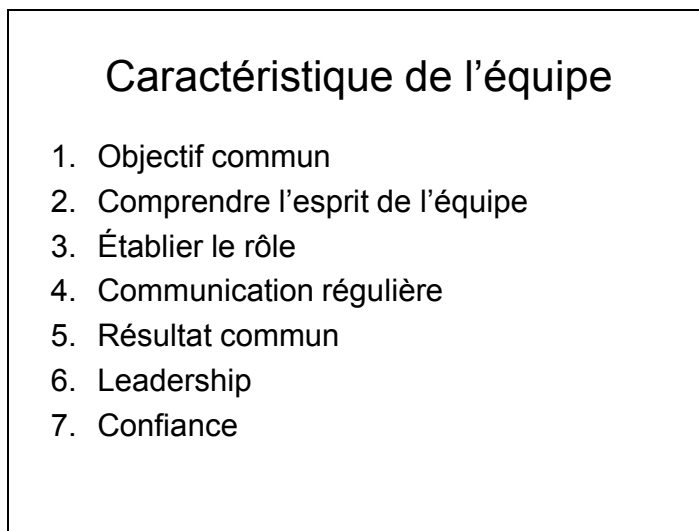 Caractéristique de l’équipe
1. Objectif commun
2. Comprendre l’esprit de l’équipe
3. Établier le rôle
4. Communication régulière
5. Résultat commun
6. Leadership
7. Confiance